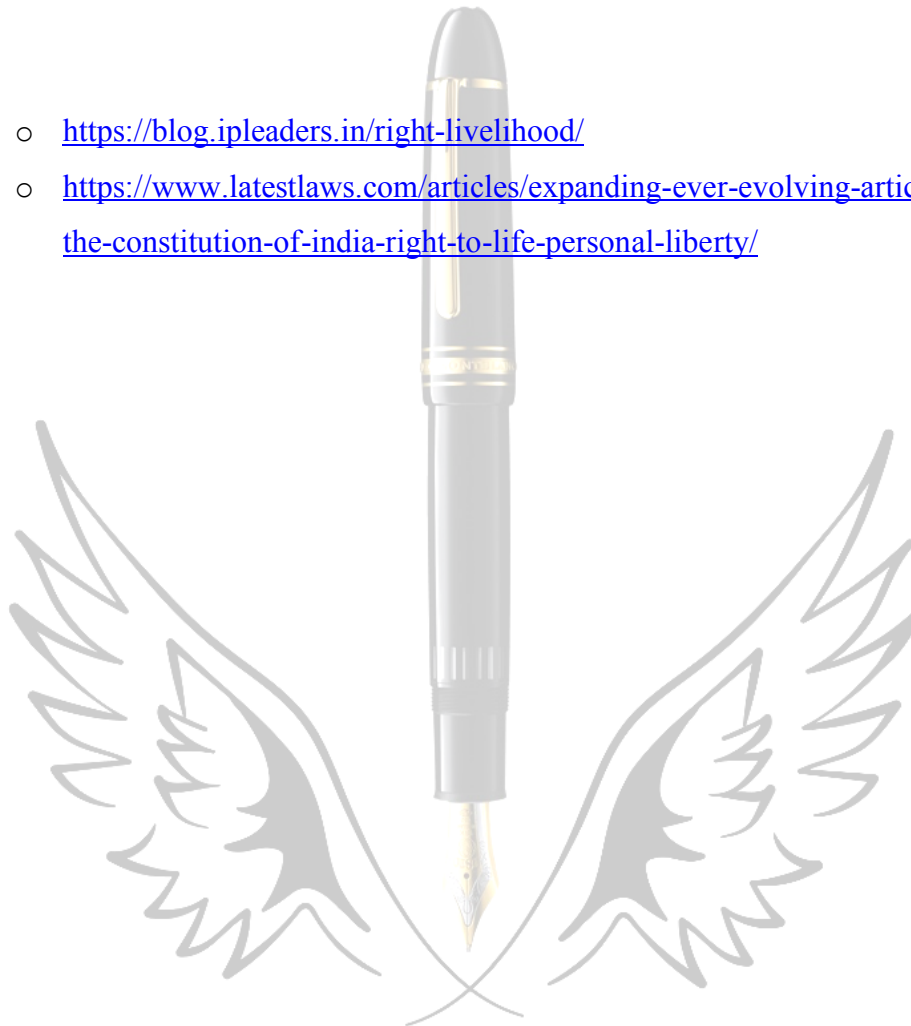 o https://blog.ipleaders.in/right-livelihood/
o https://www.latestlaws.com/articles/expanding-ever-evolving-artic
the-constitution-of-india-right-to-life-personal-liberty/